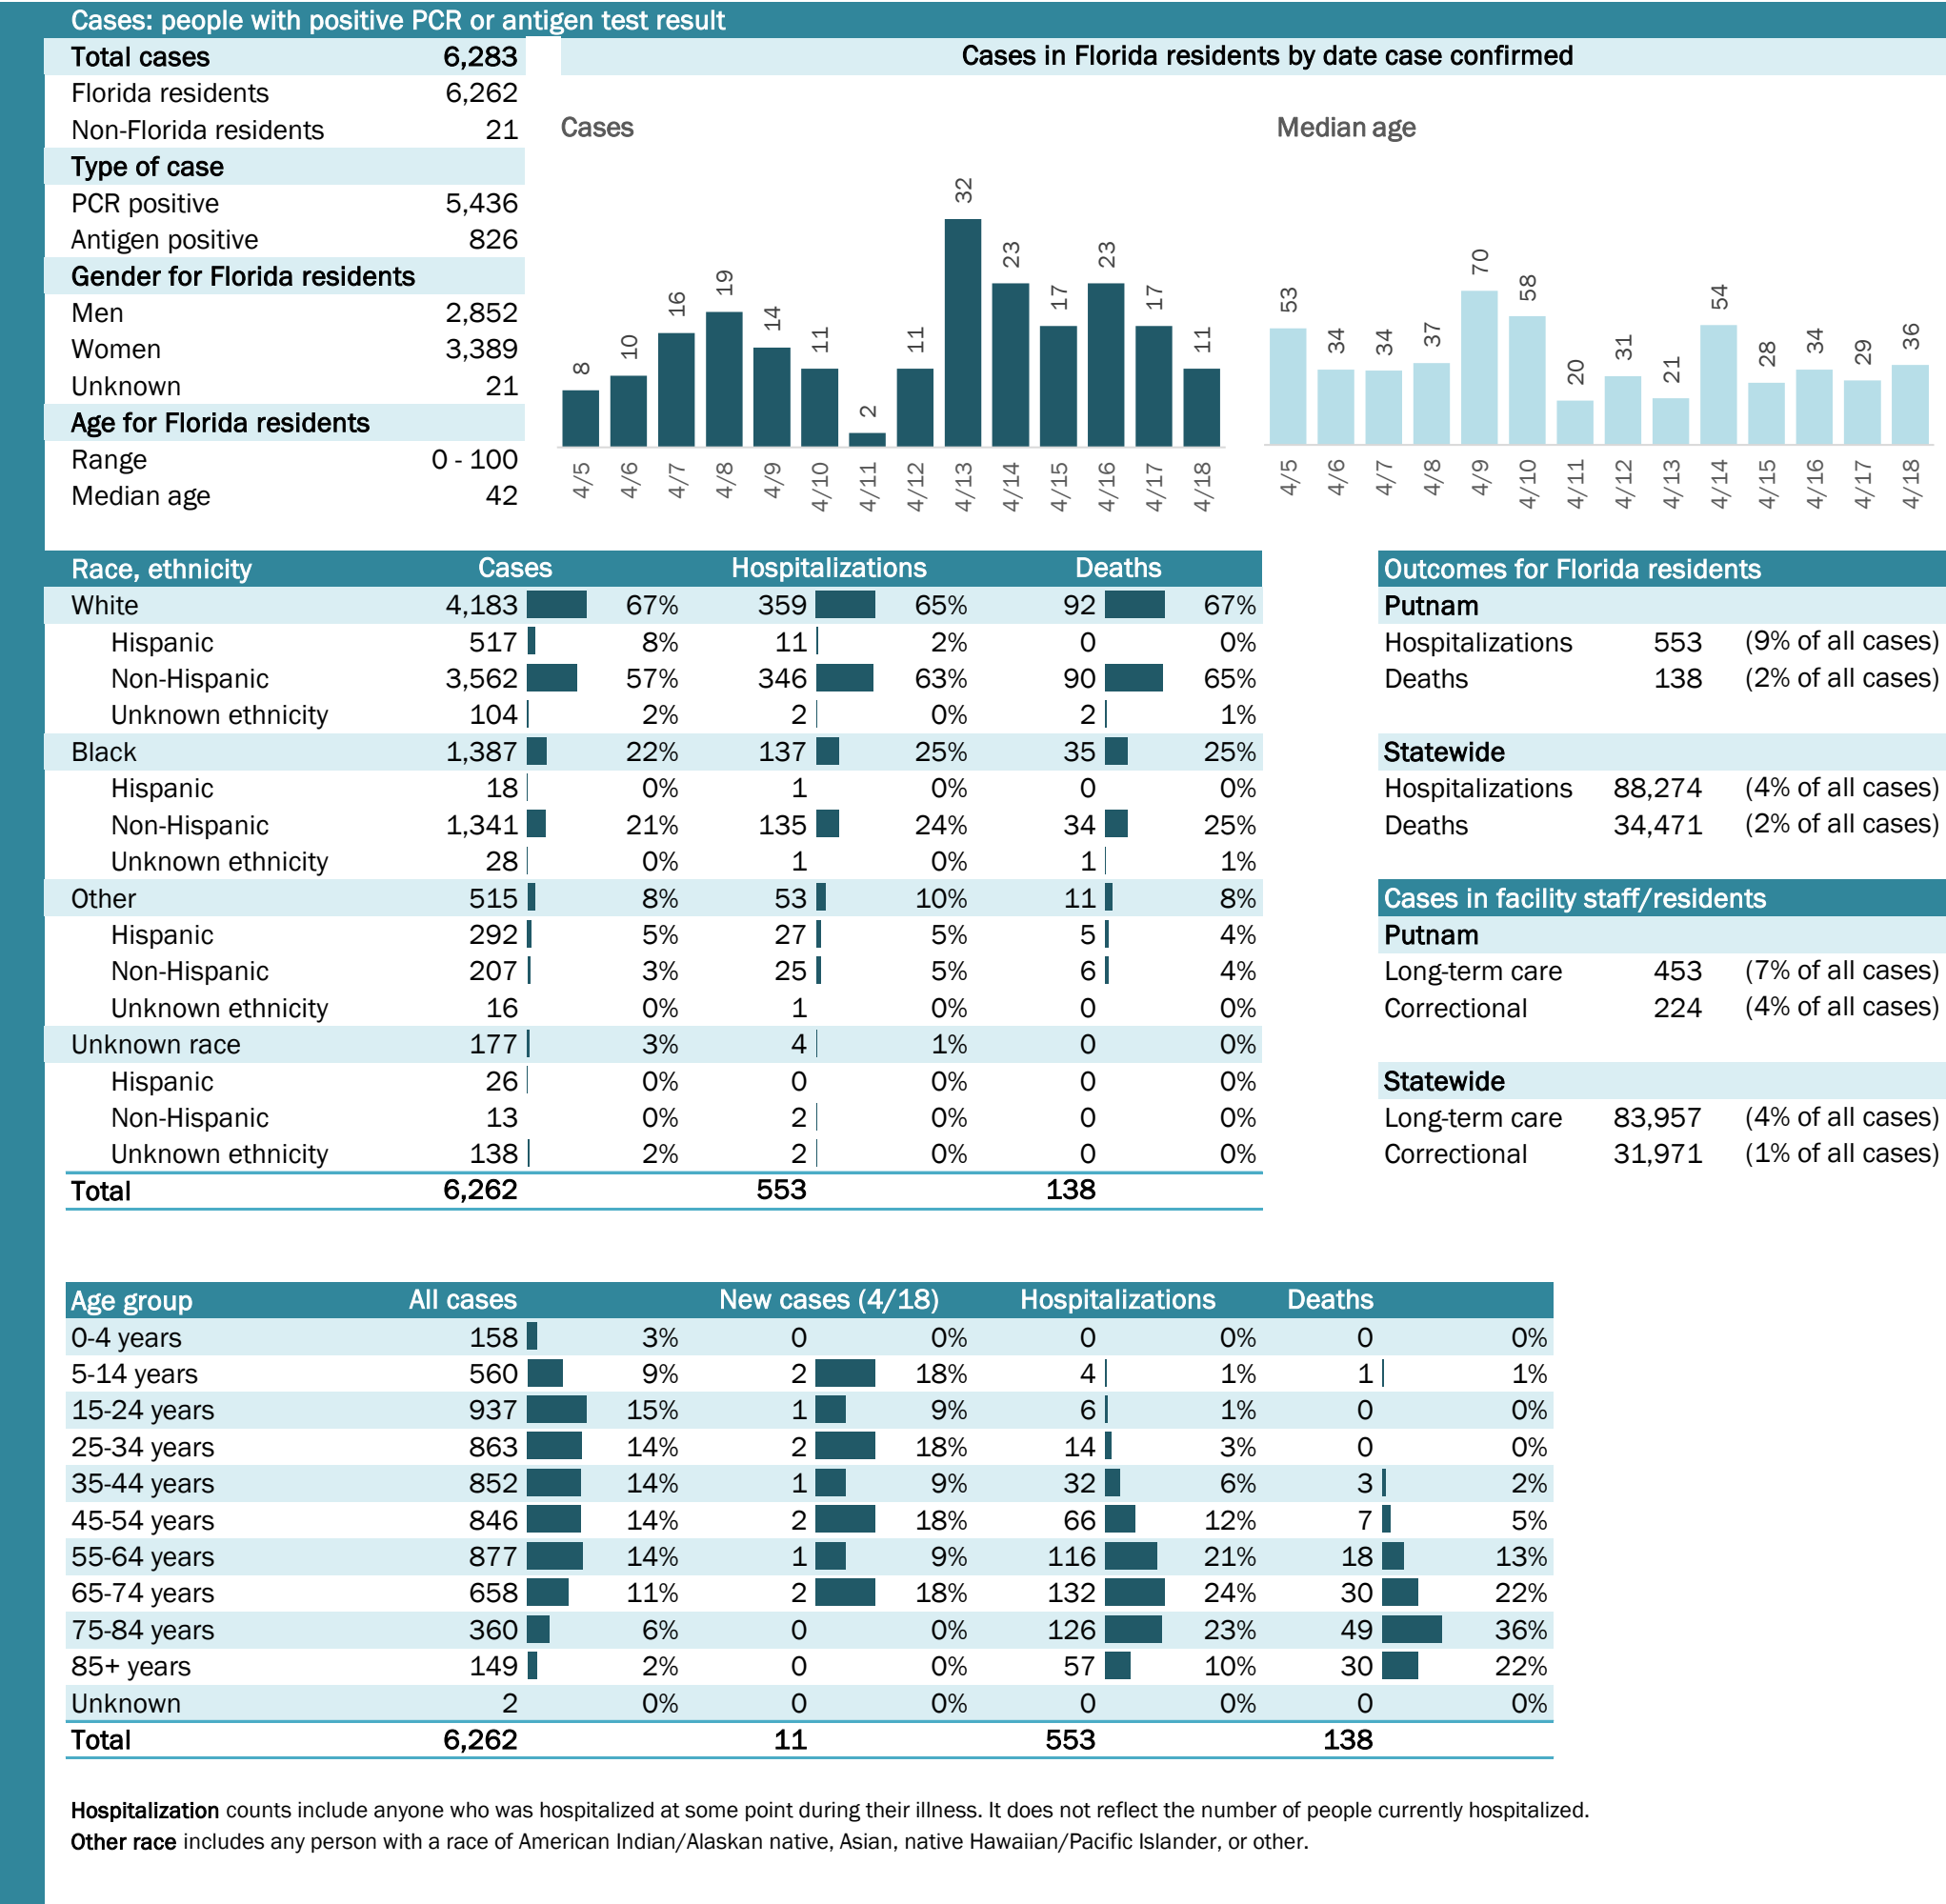 Cases: people with positive PCR or antigen test result
Total cases 6,283
Florida residents 6,262
Non-Florida residents 21
Type of case
PCR positive 5,436
Antigen positive 826
Gender for Florida residents
Men 2,852
Women 3,389
Unknown 21
Age for Florida residents
Range 0 - 100
Median age 42
Cases in Florida residents by date case confirmed
Cases
8 10 16 19 14 11 2 11 32 23 17 23 17 11
4/5 4/6 4/7 4/8 4/9 4/10 4/11 4/12 4/13 4/14 4/15 4/16 4/17 4/18
Median age
53 34 34 37 70 58 20 31 21 54 28 34 29 36
4/5 4/6 4/7 4/8 4/9 4/10 4/11 4/12 4/13 4/14 4/15 4/16 4/17 4/18
Race, ethnicity Cases Hospitalizations Deaths
White 4,183 67% 359 65% 92 67%
Hispanic 517 8% 11 2% 0 0%
Non-Hispanic 3,562 57% 346 63% 90 65%
Unknown ethnicity 104 2% 2 0% 2 1%
Black 1,387 22% 137 25% 35 25%
Hispanic 18 0% 1 0% 0 0%
Non-Hispanic 1,341 21% 135 24% 34 25%
Unknown ethnicity 28 0% 1 0% 1 1%
Other 515 8% 53 10% 11 8%
Hispanic 292 5% 27 5% 5 4%
Non-Hispanic 207 3% 25 5% 6 4%
Unknown ethnicity 16 0% 1 0% 0 0%
Unknown race 177 3% 4 1% 0 0%
Hispanic 26 0% 0 0% 0 0%
Non-Hispanic 13 0% 2 0% 0 0%
Unknown ethnicity 138 2% 2 0% 0 0%
Total 6,262 553 138
Outcomes for Florida residents
Putnam
Hospitalizations 553 (9% of all cases)
Deaths 138 (2% of all cases)
Statewide
Hospitalizations 88,274 (4% of all cases)
Deaths 34,471 (2% of all cases)
Cases in facility staff/residents
Putnam
Long-term care 453 (7% of all cases)
Correctional 224 (4% of all cases)
Statewide
Long-term care 83,957 (4% of all cases)
Correctional 31,971 (1% of all cases)
Age group All cases New cases (4/18) Hospitalizations Deaths
0-4 years 158 3% 0 0% 0 0% 0 0%
5-14 years 560 9% 2 18% 4 1% 1 1%
15-24 years 937 15% 1 9% 6 1% 0 0%
25-34 years 863 14% 2 18% 14 3% 0 0%
35-44 years 852 14% 1 9% 32 6% 3 2%
45-54 years 846 14% 2 18% 66 12% 7 5%
55-64 years 877 14% 1 9% 116 21% 18 13%
65-74 years 658 11% 2 18% 132 24% 30 22%
75-84 years 360 6% 0 0% 126 23% 49 36%
85+ years 149 2% 0 0% 57 10% 30 22%
Unknown 2 0% 0 0% 0 0% 0 0%
Total 6,262 11 553 138
Hospitalization counts include anyone who was hospitalized at some point during their illness. It does not reflect the number of people currently hospitalized.
Other race includes any person with a race of American Indian/Alaskan native, Asian, native Hawaiian/Pacific Islander, or other.